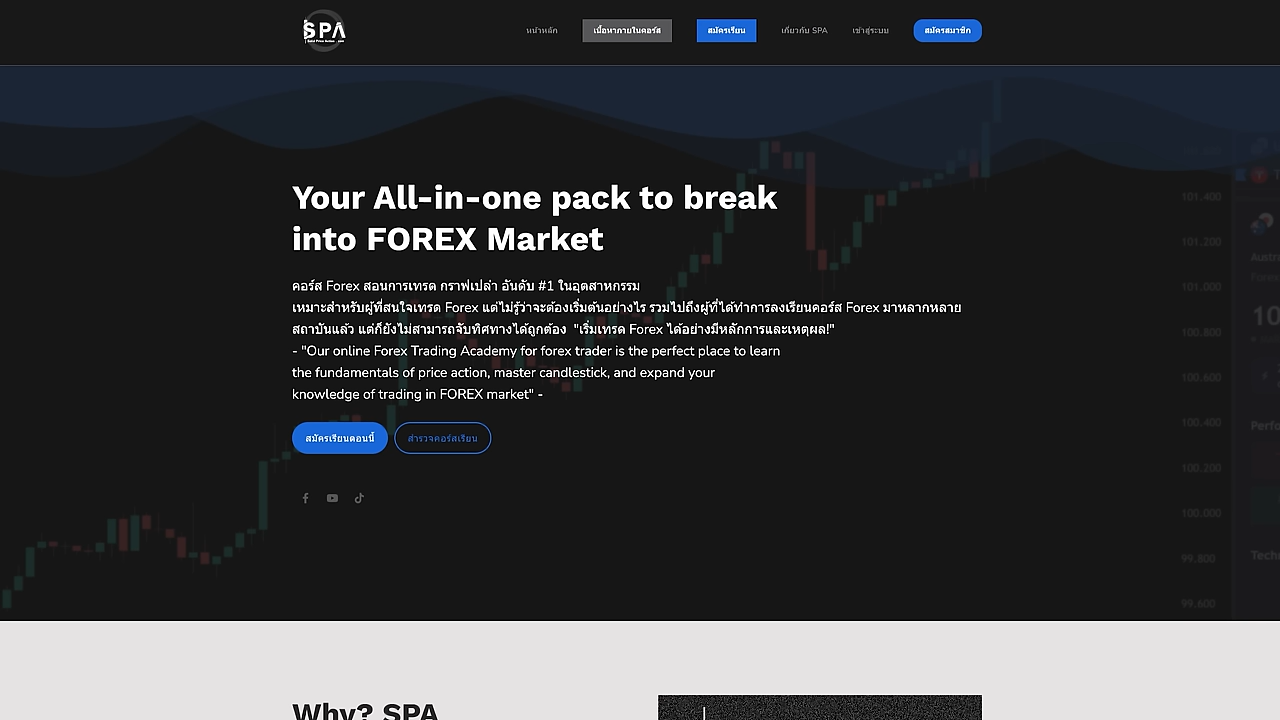 SPA
หน้าหลัก
เนื้อหาภายในคอร์ส
สมัครเรียน
เกี่ยวกับ SPA
เข้าสู่ระบบ
สมัครสมาชิก
Your All-in-one pack to break
into FOREX Market
คอร์ส Forex สอนการเทรด กราฟเปล่า อันดับ #1 ในอุตสาหกรรม
เหมาะสำหรับผู้ที่สนใจเทรด Forex แต่ไม่รู้ว่าจะต้องเริ่มต้นอย่างไร รวมไปถึงผู้ที่ได้ทำการลงเรียนคอร์ส Forex มาหลากหลาย
สถาบันแล้ว แต่ก็ยังไม่สามารถจับทิศทางได้ถูกต้อง "เริ่มเทรด Forex ได้อย่างมีหลักการและเหตุผล!"
- "Our online Forex Trading Academy for forex trader is the perfect place to learn
the fundamentals of price action, master candlestick, and expand your
knowledge of trading in FOREX market" -
สมัครเรียนตอนนี้
สำรวจคอร์สเรียน
101.400
101.200
101.000
100.800
100.600
100.400
100.200
100.000
99.800
99.600
Austra
10
Perfo
Techn
Why? SPA